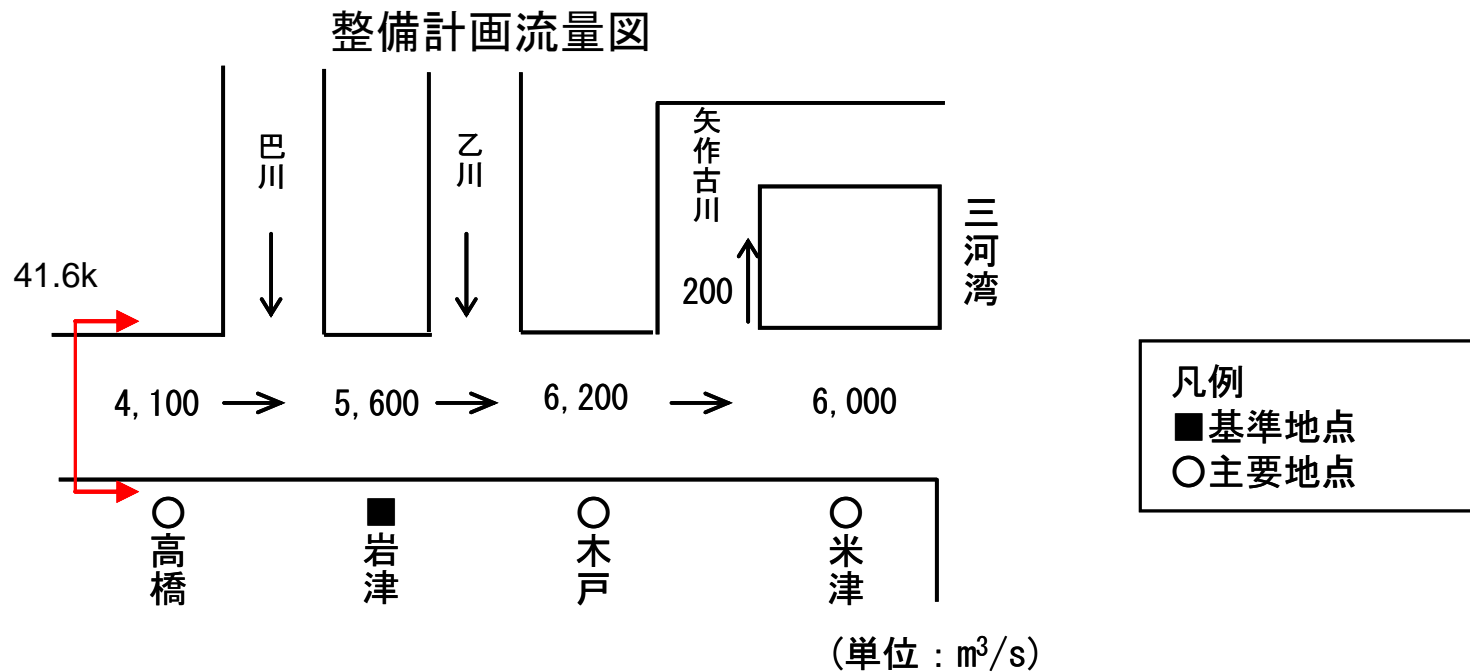 整備計画流量図
巴川
乙川
矢作古川
三河湾
41.6k
200
4,100
5,600
6,200
6,000
凡例
■基準地点
○主要地点
○高橋
■岩津
○木戸
○米津
(単位：m³/s)